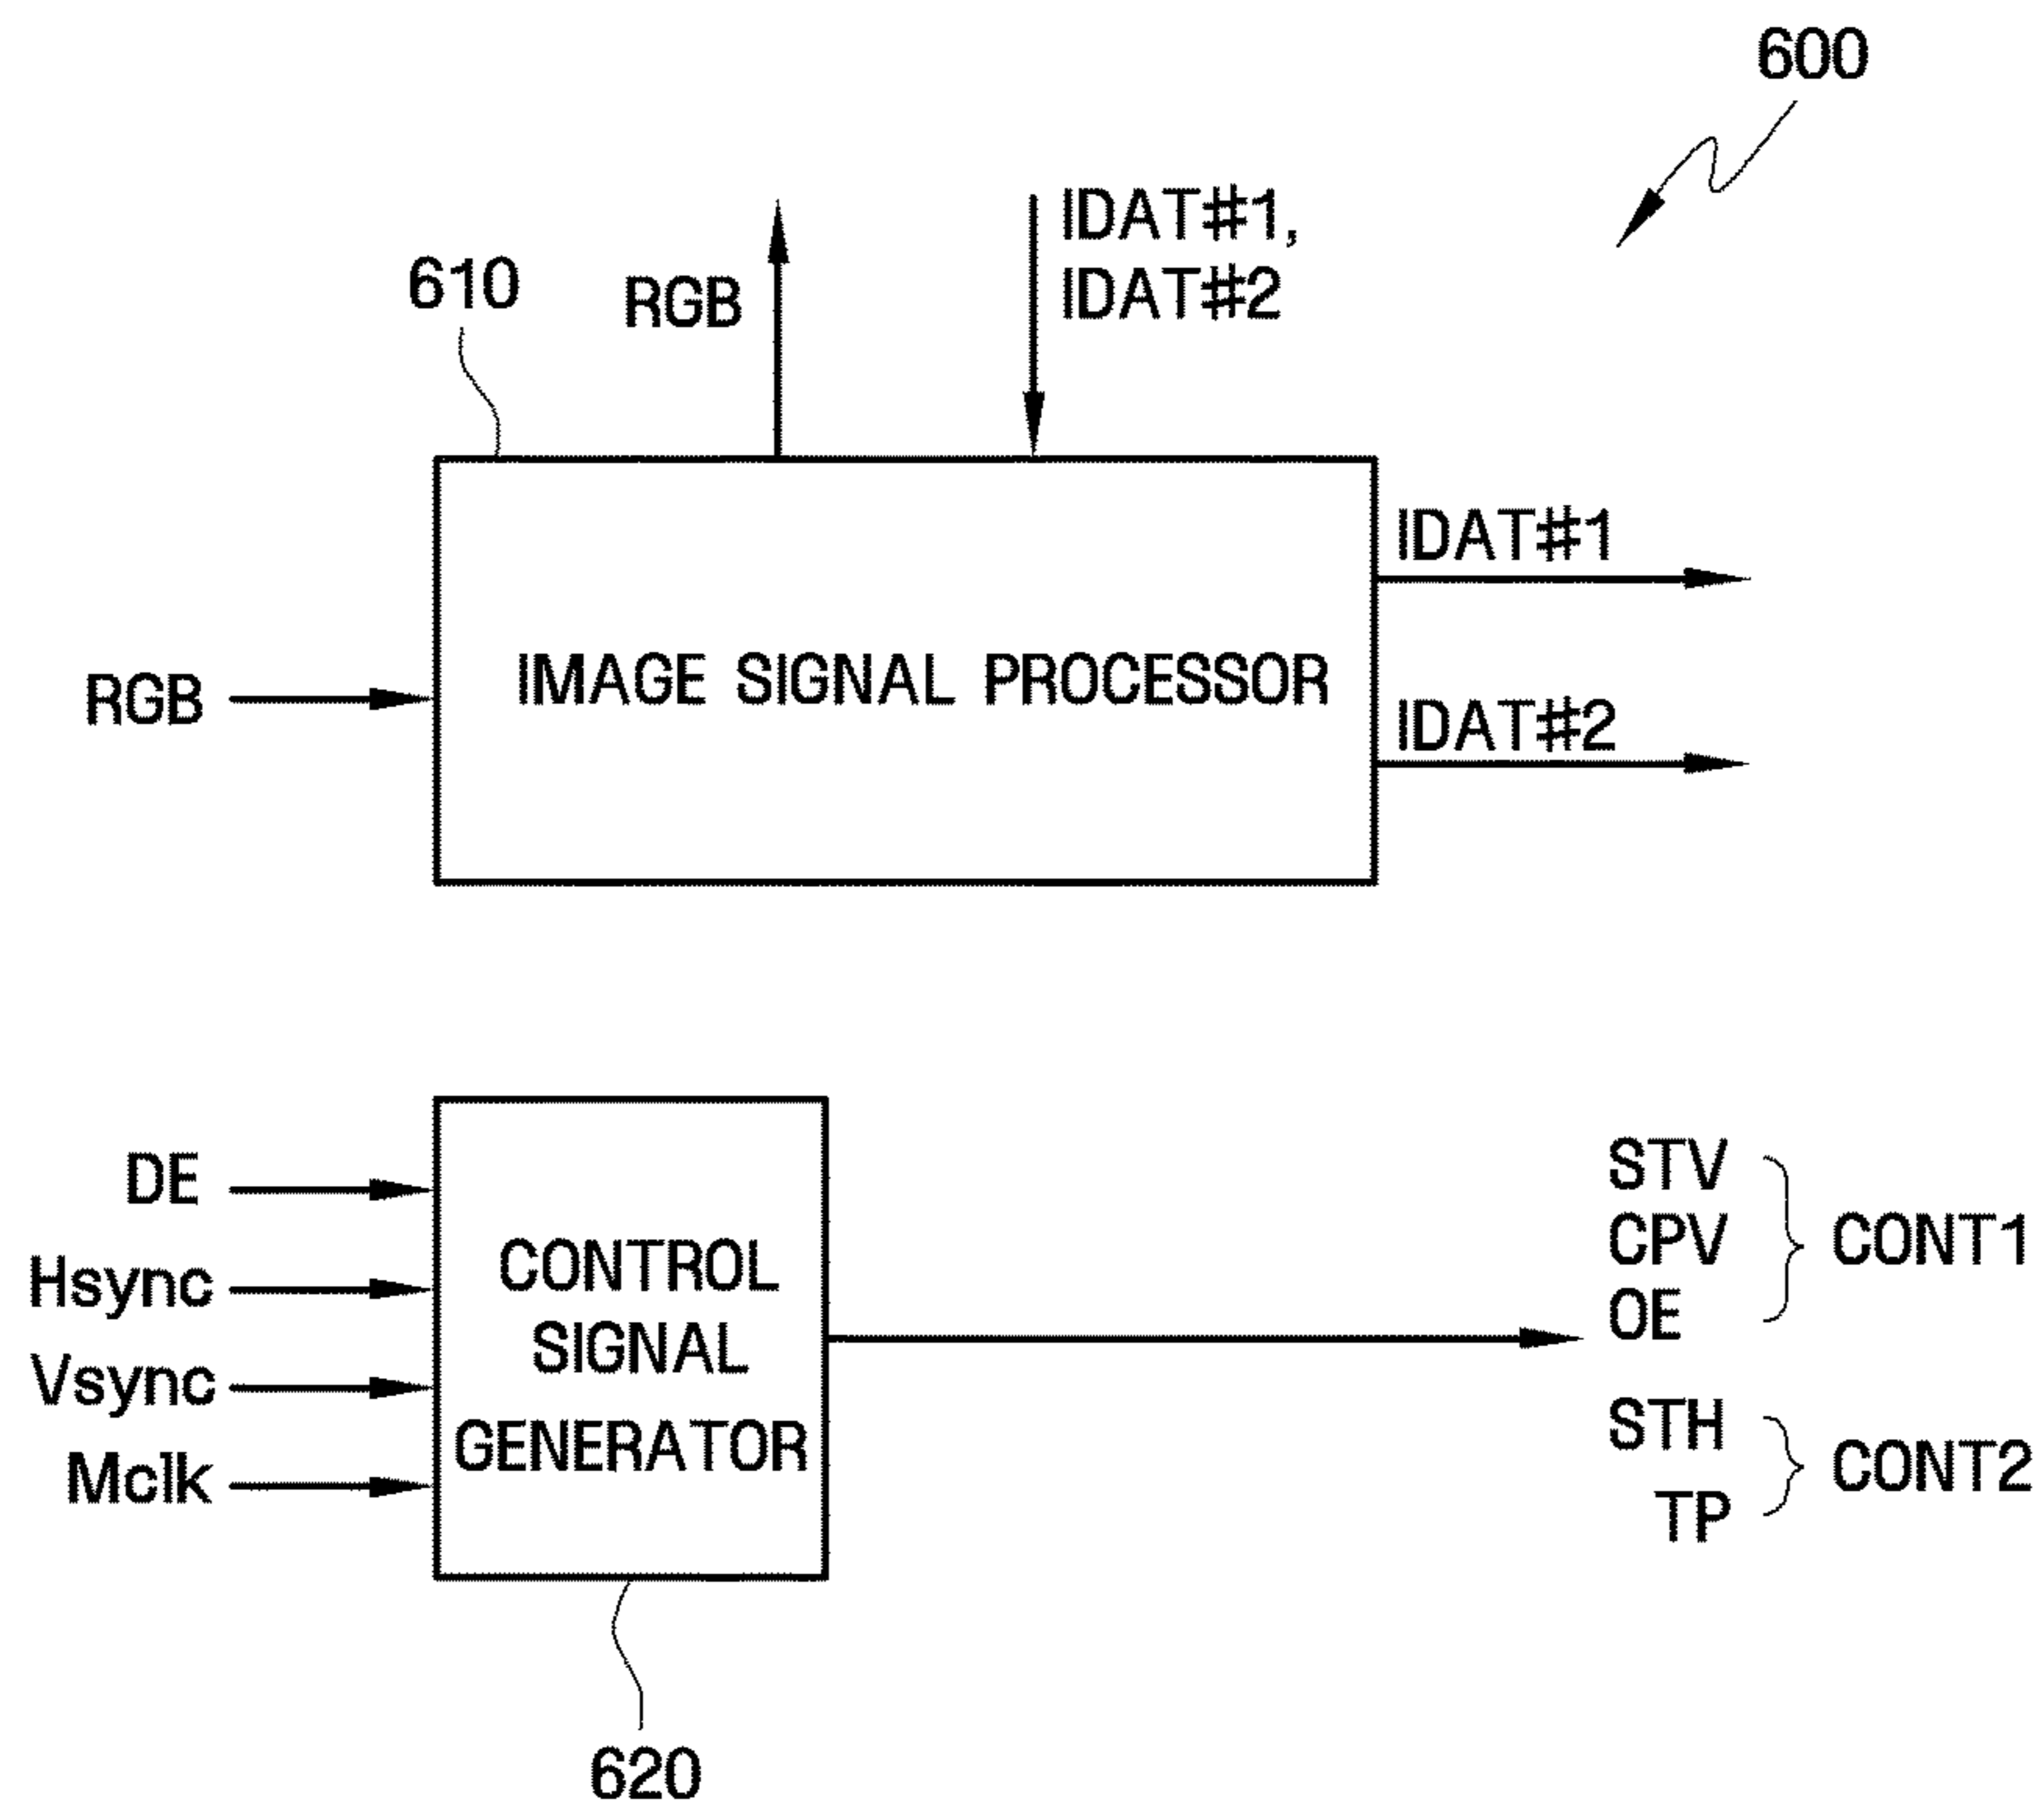 600
IDAT#1,
IDAT#2
610
RGB
IDAT#1
RGB
IMAGE SIGNAL PROCESSOR
IDAT#2
DE
Hsync
Vsync
Mclk
CONTROL
SIGNAL
GENERATOR
STV
CPV
OE
CONT1
STH
TP
CONT2
620